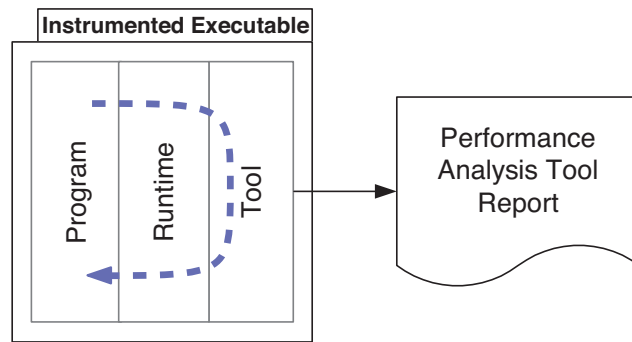 Instrumented Executable
Program
Runtime
Tool
Performance
Analysis Tool
Report